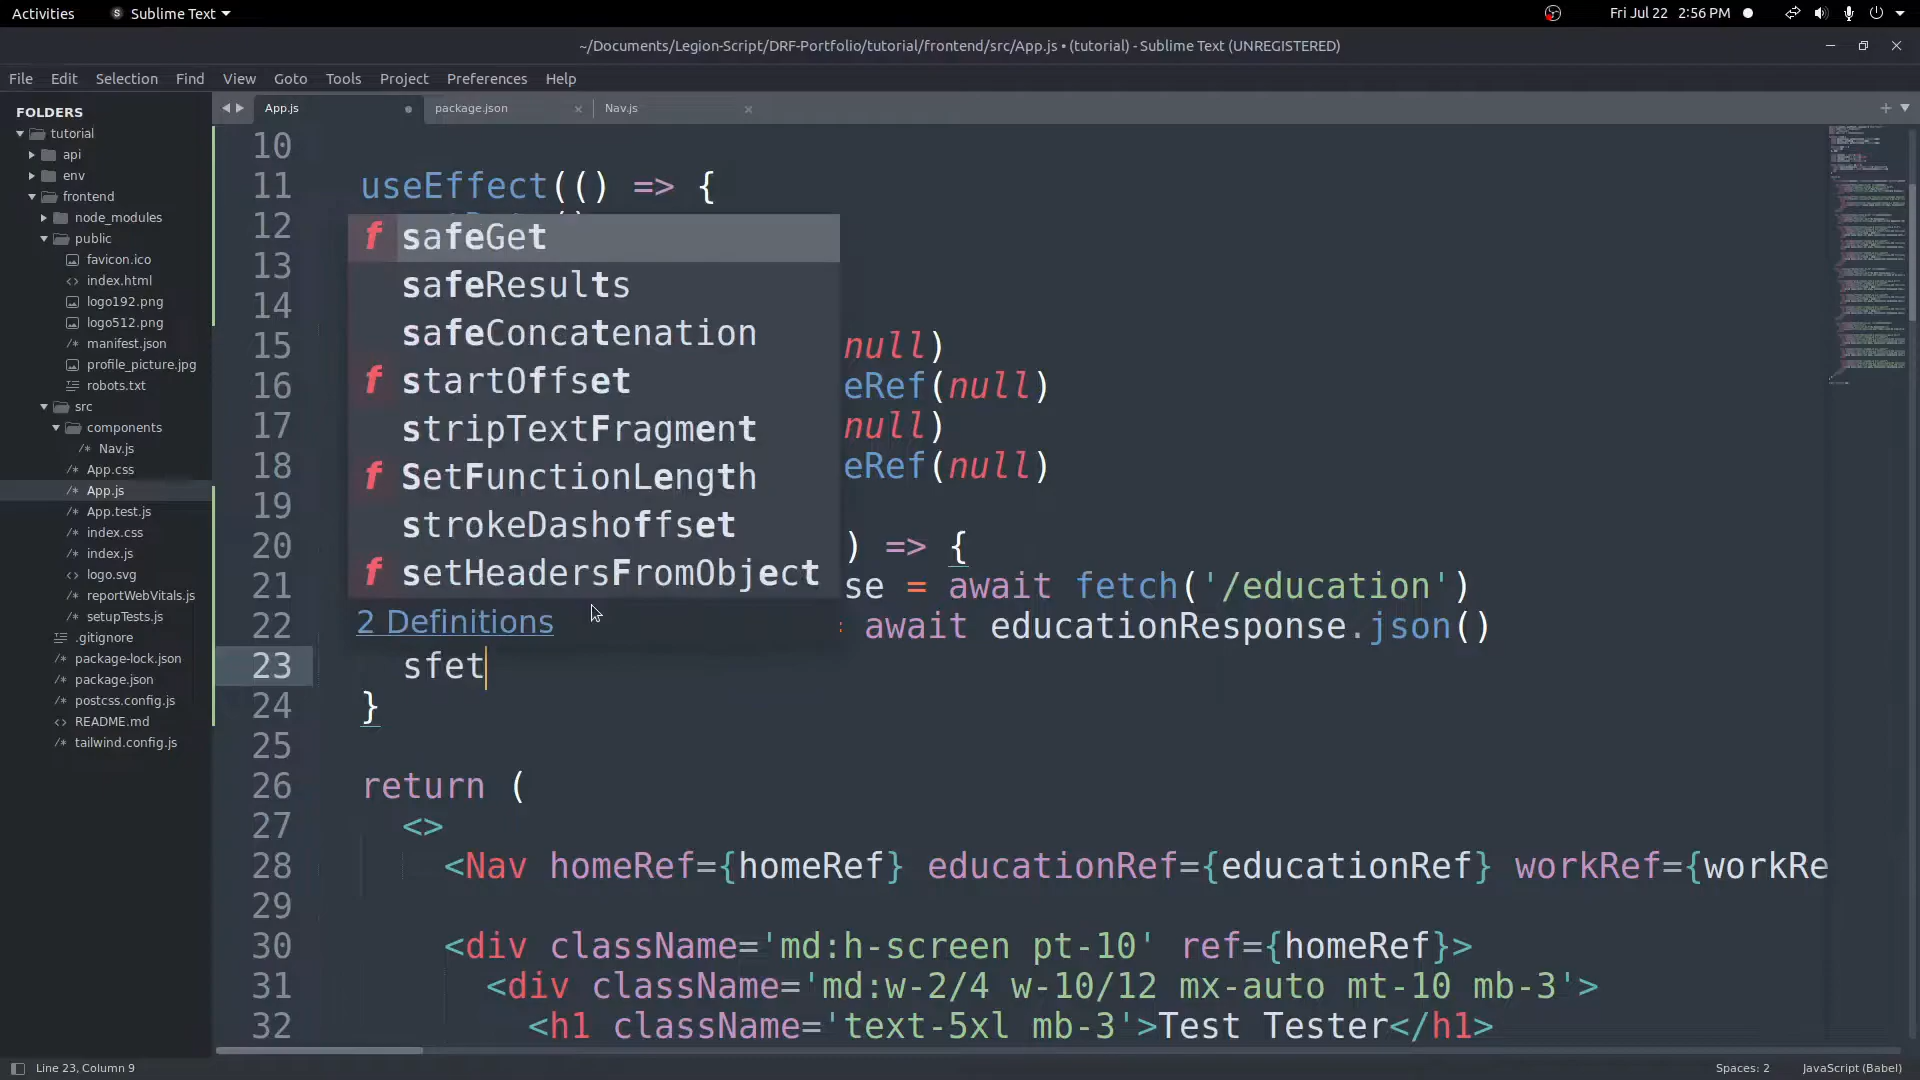 Activities
Sublime Text
Fri Jul 22 2:56 PM
~/Documents/Legion-Script/DRF-Portfolio/tutorial/frontend/src/App.js • (tutorial) - Sublime Text (UNREGISTERED)
File Edit Selection Find View Goto Tools Project Preferences Help
FOLDERS
tutorial
api
env
frontend
node_modules
public
favicon.ico
index.html
logo192.png
logo512.png
manifest.json
profile_picture.jpg
robots.txt
src
components
Nav.js
App.css
App.js
App.test.js
index.css
index.js
logo.svg
reportWebVitals.js
setupTests.js
.gitignore
package-lock.json
package.json
postcss.config.js
README.md
tailwind.config.js
App.js
package.json
Nav.js
10
11 useEffect(() => {
12
13
14
15 null)
16 eRef(null)
17 null)
18 eRef(null)
19
20 ) => {
21 se = await fetch('/education')
22 await educationResponse.json()
23 sfet
24 }
25
26 return (
27 <>
28 <Nav homeRef={homeRef} educationRef={educationRef} workRef={workRe
29
30 <div className='md:h-screen pt-10' ref={homeRef}>
31 <div className='md:w-2/4 w-10/12 mx-auto mt-10 mb-3'>
32 <h1 className='text-5xl mb-3'>Test Tester</h1>
f safeGet
safeResults
safeConcatenation
f startOffset
stripTextFragment
f SetFunctionLength
strokeDashoffset
f setHeadersFromObject
2 Definitions
Line 23, Column 9
Spaces: 2
JavaScript (Babel)